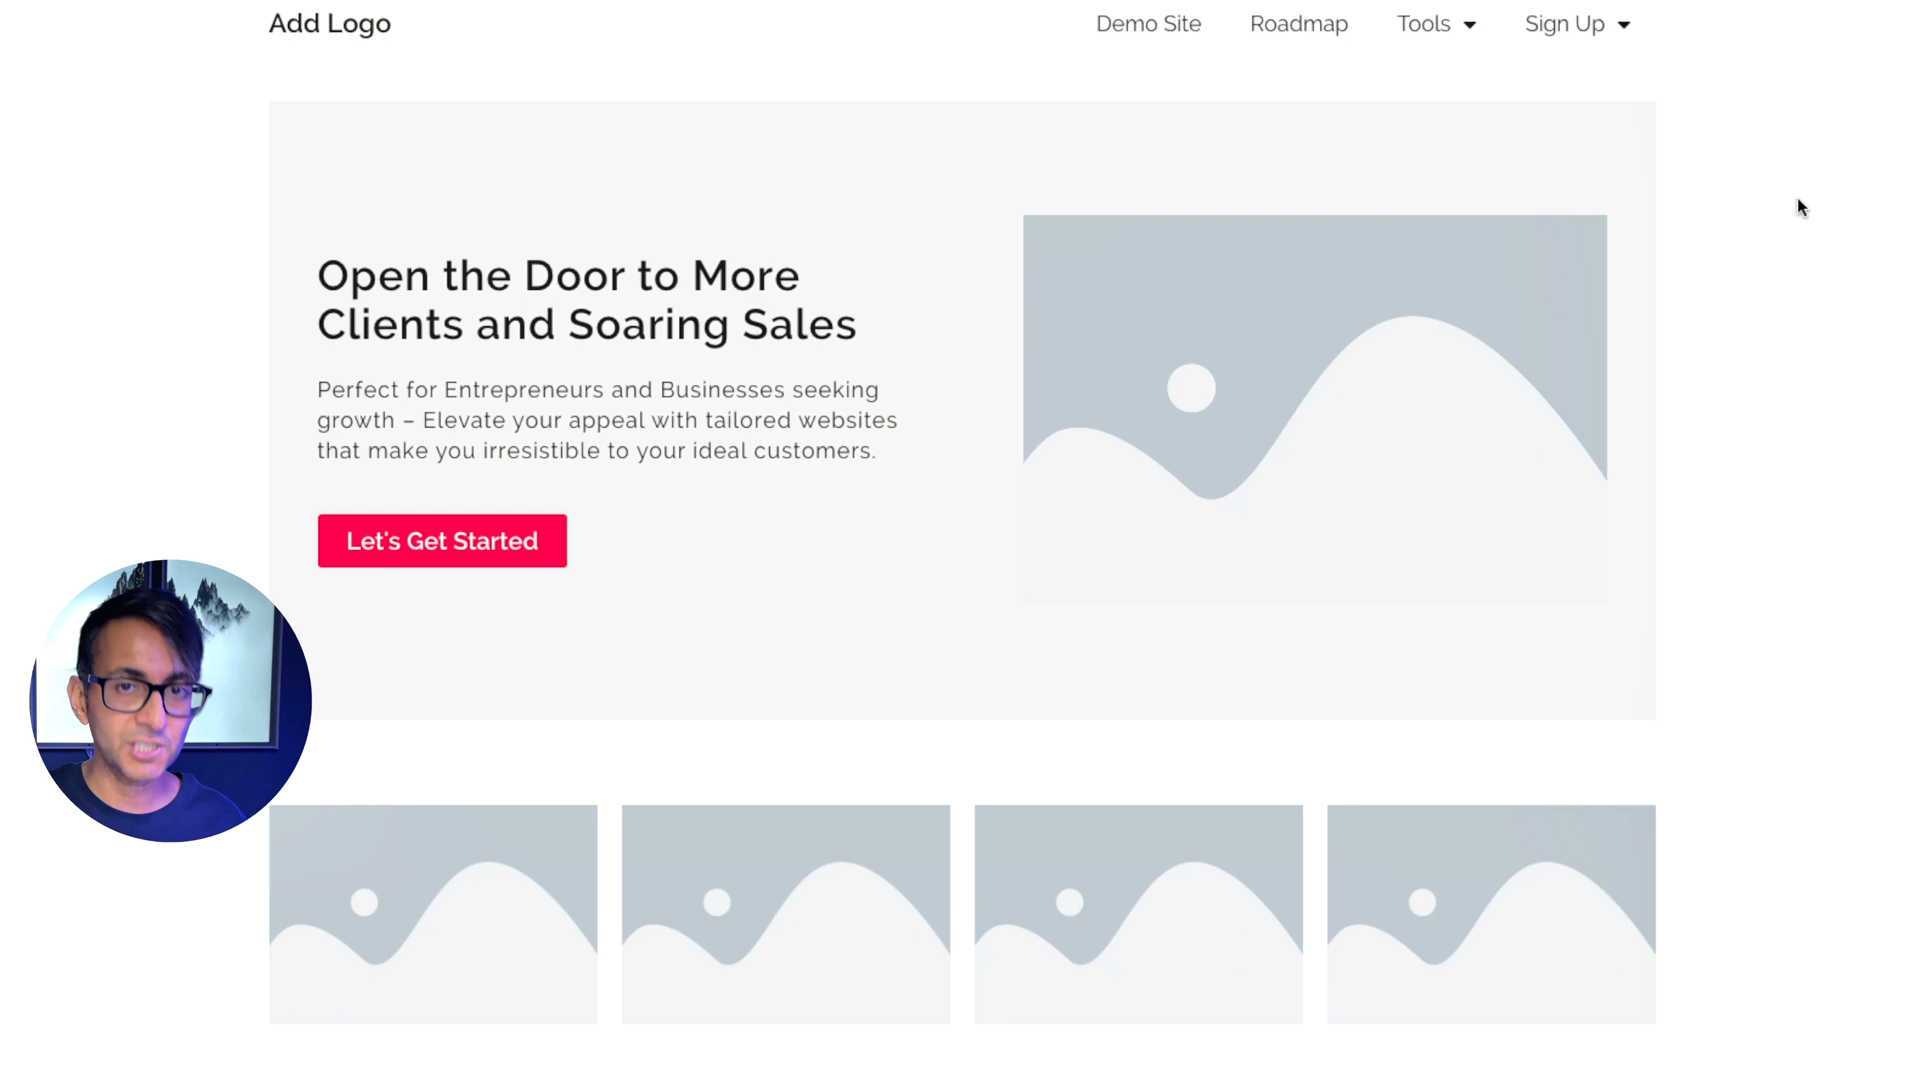 Add Logo
Demo Site
Roadmap
Tools
Sign Up
Open the Door to More
Clients and Soaring Sales
Perfect for Entrepreneurs and Businesses seeking
growth – Elevate your appeal with tailored websites
that make you irresistible to your ideal customers.
Let's Get Started